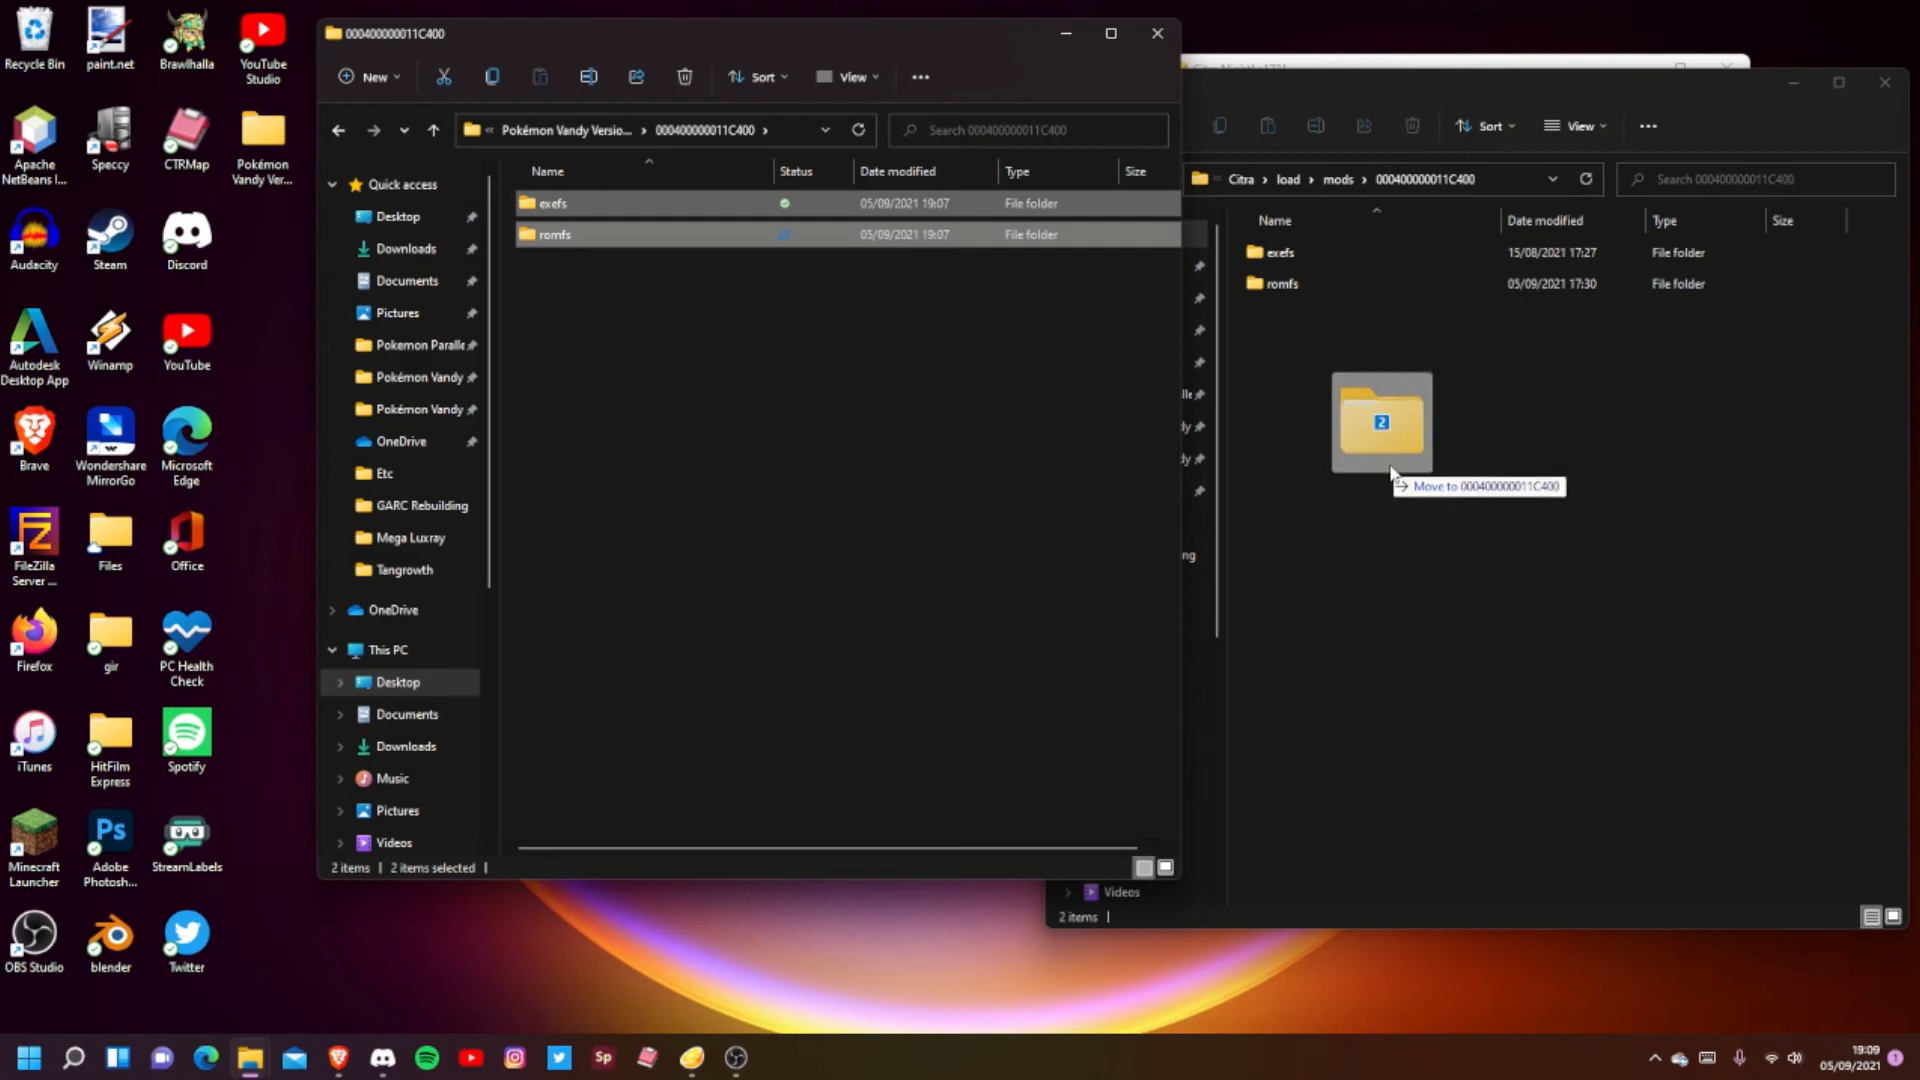 Recycle Bin
paint.net
Brawlhalla
YouTube
Studio
Apache
NetBeans I...
Speccy
CTRMap
Pokémon
Vandy Ver...
Audacity
Steam
Discord
Autodesk
Desktop App
Winamp
YouTube
Brave
Wondershare
MirrorGo
Microsoft
Edge
FileZilla
Server ...
Files
Office
Firefox
gir
PC Health
Check
iTunes
HitFilm
Express
Spotify
Minecraft
Launcher
Adobe
Photosh...
StreamLabels
OBS Studio
blender
Twitter
000400000011C400
New
Sort
View
Pokémon Vandy Versio... > 000400000011C400 >
Search 000400000011C400
Name Status Date modified Type Size
exefs 05/09/2021 19:07 File folder
romfs 05/09/2021 19:07 File folder
Quick access
Desktop
Downloads
Documents
Pictures
Pokemon Paralle
Pokémon Vandy
Pokémon Vandy
OneDrive
Etc
GARC Rebuilding
Mega Luxray
Tangrowth
OneDrive
This PC
Desktop
Documents
Downloads
Music
Pictures
Videos
2 items | 2 items selected |
Sort
View
Citra > load > mods > 000400000011C400
Search 000400000011C400
Name Date modified Type Size
exefs 15/08/2021 17:27 File folder
romfs 05/09/2021 17:30 File folder
2
Move to 000400000011C400
ng
Videos
2 items |
Ps
Sp
19:09
05/09/2021
1